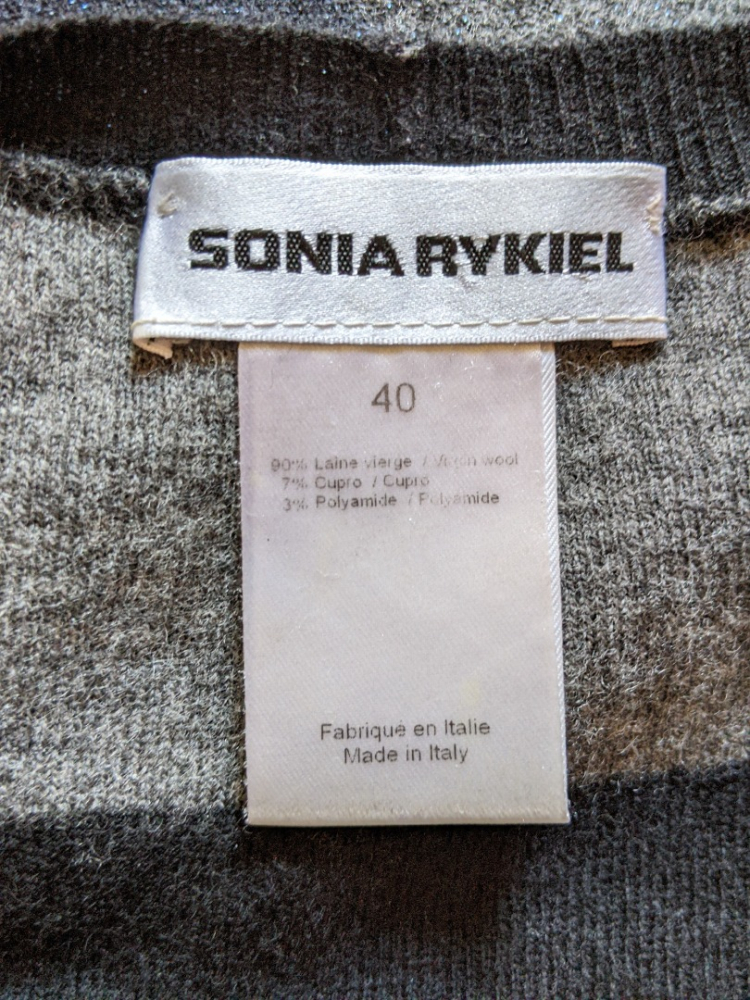 SONIA RYKIEL
40
90% Laine vierge / Virgin wool
7% Cupro / Cupro
3% Polyamide / Polyamide
Fabriqué en Italie
Made in Italy